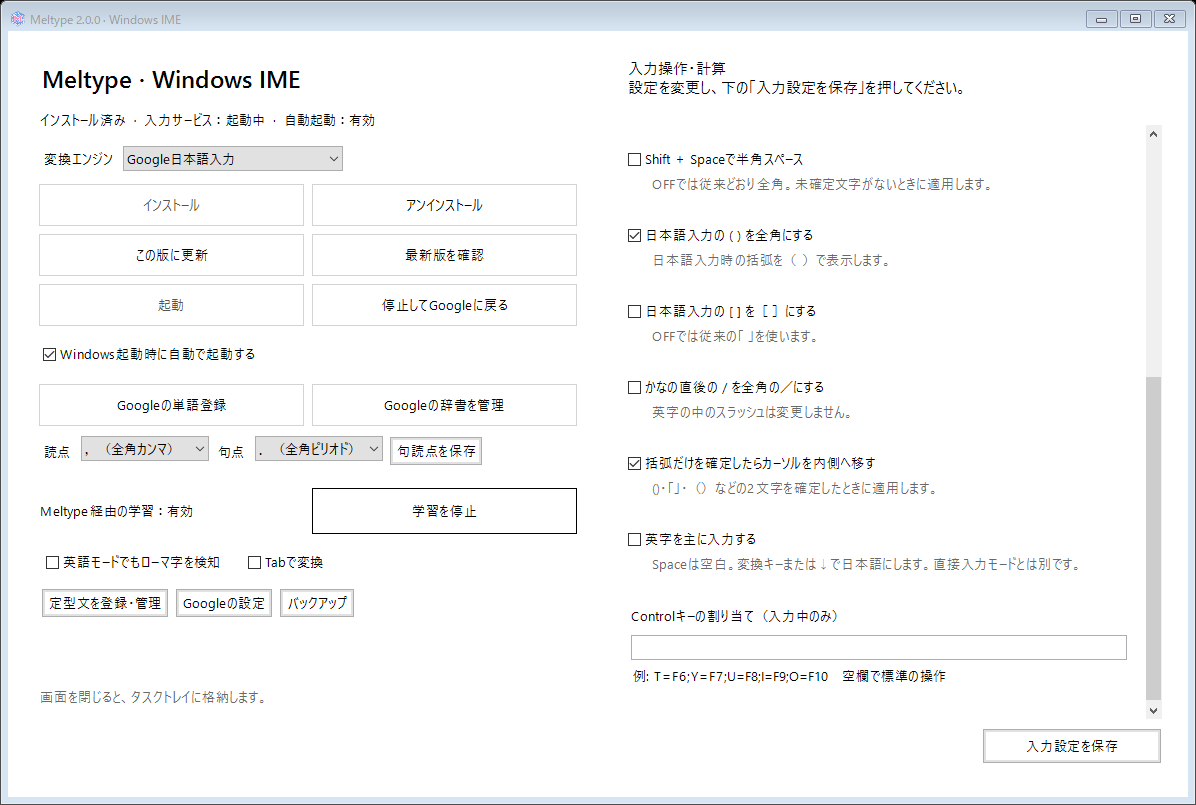 Meltype 2.0.0 · Windows IME
Meltype · Windows IME
インストール済み ・ 入力サービス：起動中 ・ 自動起動：有効
変換エンジン Google日本語入力
インストール アンインストール
この版に更新 最新版を確認
起動 停止してGoogleに戻る
Windows起動時に自動で起動する
Googleの単語登録 Googleの辞書を管理
読点 ，（全角カンマ） 句点 ．（全角ピリオド） 句読点を保存
Meltype経由の学習：有効 学習を停止
英語モードでもローマ字を検知 Tabで変換
定型文を登録・管理 Googleの設定 バックアップ
画面を閉じると、タスクトレイに格納します。
入力操作・計算
設定を変更し、下の「入力設定を保存」を押してください。
Shift + Spaceで半角スペース
OFFでは従来どおり全角。未確定文字がないときに適用します。
日本語入力の ( ) を全角にする
日本語入力時の括弧を（ ）で表示します。
日本語入力の [ ] を［ ］にする
OFFでは従来の「 」を使います。
かなの直後の / を全角の／にする
英字の中のスラッシュは変更しません。
括弧だけを確定したらカーソルを内側へ移す
()・「」・（）などの2文字を確定したときに適用します。
英字を主に入力する
Spaceは空白。変換キーまたは↓で日本語にします。直接入力モードとは別です。
Controlキーの割り当て（入力中のみ）
例: T=F6;Y=F7;U=F8;I=F9;O=F10　空欄で標準の操作
入力設定を保存